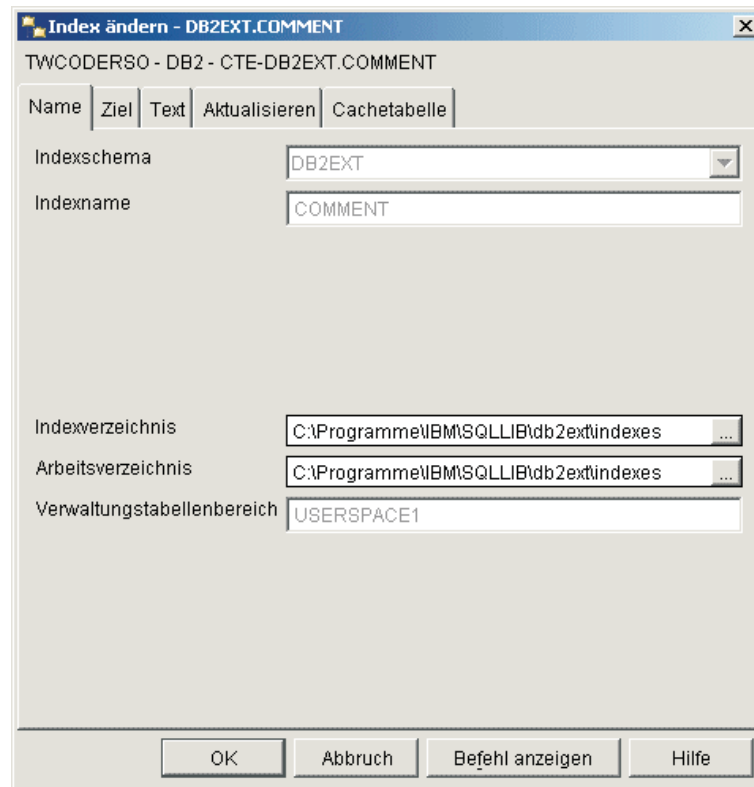 Index ändern - DB2EXT.COMMENT
TWCODERSO - DB2 - CTE-DB2EXT.COMMENT
Name Ziel Text Aktualisieren Cachetabelle
Indexschema DB2EXT
Indexname COMMENT
Indexverzeichnis C:\Programme\IBM\SQLLIB\db2ext\indexes ...
Arbeitsverzeichnis C:\Programme\IBM\SQLLIB\db2ext\indexes ...
Verwaltungstabellenbereich USERSPACE1
OK Abbruch Befehl anzeigen Hilfe